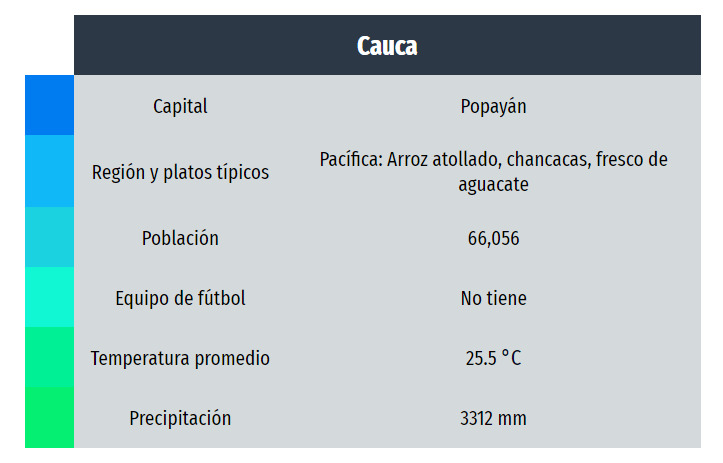 Cauca
Capital
Popayán
Región y platos típicos
Pacífica: Arroz atollado, chancacas, fresco de
aguacate
Población
66,056
Equipo de fútbol
No tiene
Temperatura promedio
25.5 °C
Precipitación
3312 mm